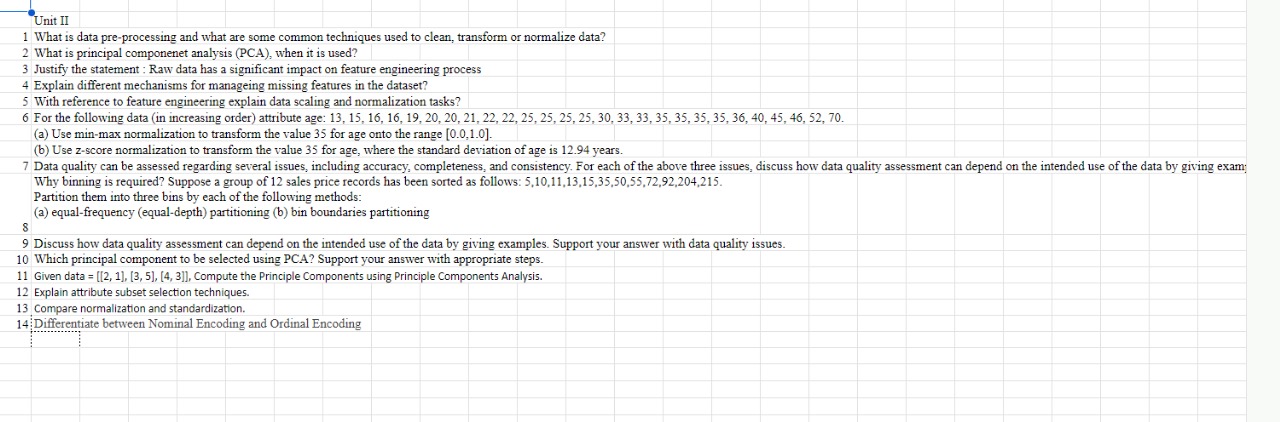 Unit II
1 What is data pre-processing and what are some common techniques used to clean, transform or normalize data?
2 What is principal componenet analysis (PCA), when it is used?
3 Justify the statement : Raw data has a significant impact on feature engineering process
4 Explain different mechanisms for manageing missing features in the dataset?
5 With reference to feature engineering explain data scaling and normalization tasks?
6 For the following data (in increasing order) attribute age: 13, 15, 16, 16, 19, 20, 20, 21, 22, 22, 25, 25, 25, 25, 30, 33, 33, 35, 35, 35, 35, 36, 40, 45, 46, 52, 70.
(a) Use min-max normalization to transform the value 35 for age onto the range [0.0,1.0].
(b) Use z-score normalization to transform the value 35 for age, where the standard deviation of age is 12.94 years.
7 Data quality can be assessed regarding several issues, including accuracy, completeness, and consistency. For each of the above three issues, discuss how data quality assessment can depend on the intended use of the data by giving exam
Why binning is required? Suppose a group of 12 sales price records has been sorted as follows: 5,10,11,13,15,35,50,55,72,92,204,215.
Partition them into three bins by each of the following methods:
(a) equal-frequency (equal-depth) partitioning (b) bin boundaries partitioning
8
9 Discuss how data quality assessment can depend on the intended use of the data by giving examples. Support your answer with data quality issues.
10 Which principal component to be selected using PCA? Support your answer with appropriate steps.
11 Given data = [[2, 1], [3, 5], [4, 3]], Compute the Principle Components using Principle Components Analysis.
12 Explain attribute subset selection techniques.
13 Compare normalization and standardization.
14 Differentiate between Nominal Encoding and Ordinal Encoding